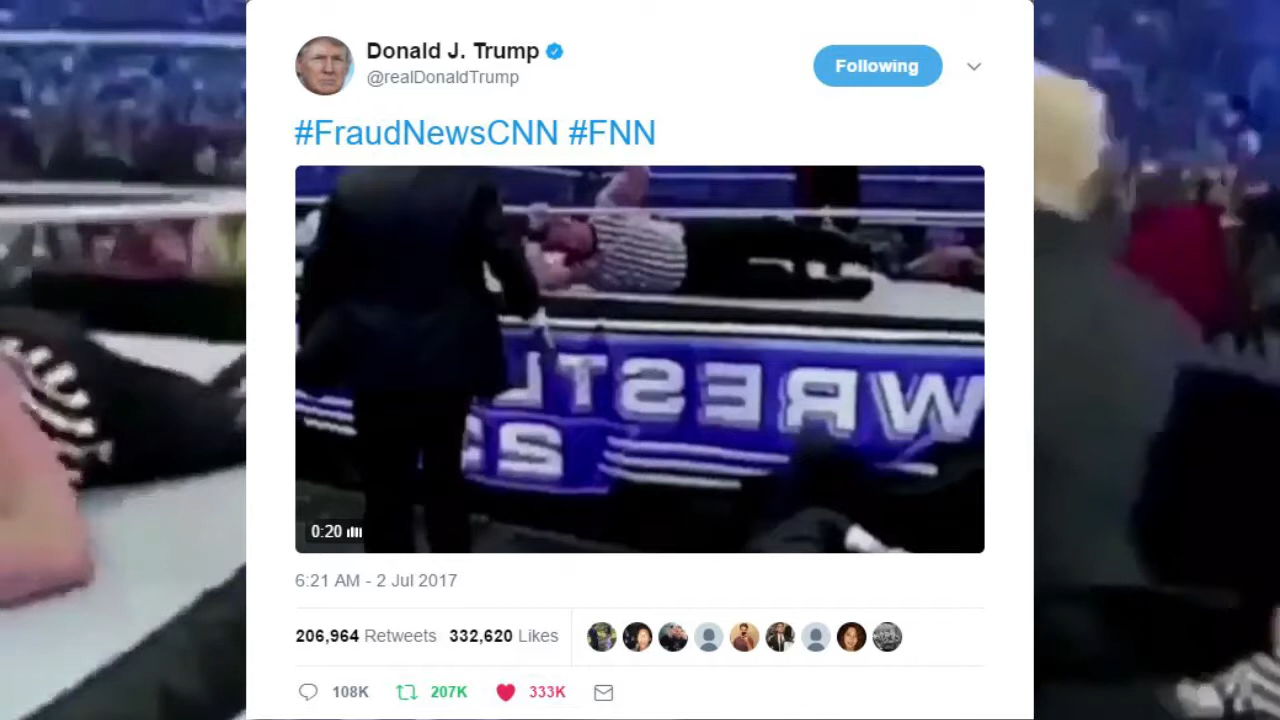 Donald J. Trump
@realDonaldTrump
Following
#FraudNewsCNN #FNN
WRESTL
0:20
6:21 AM - 2 Jul 2017
206,964 Retweets 332,620 Likes
108K 207K 333K